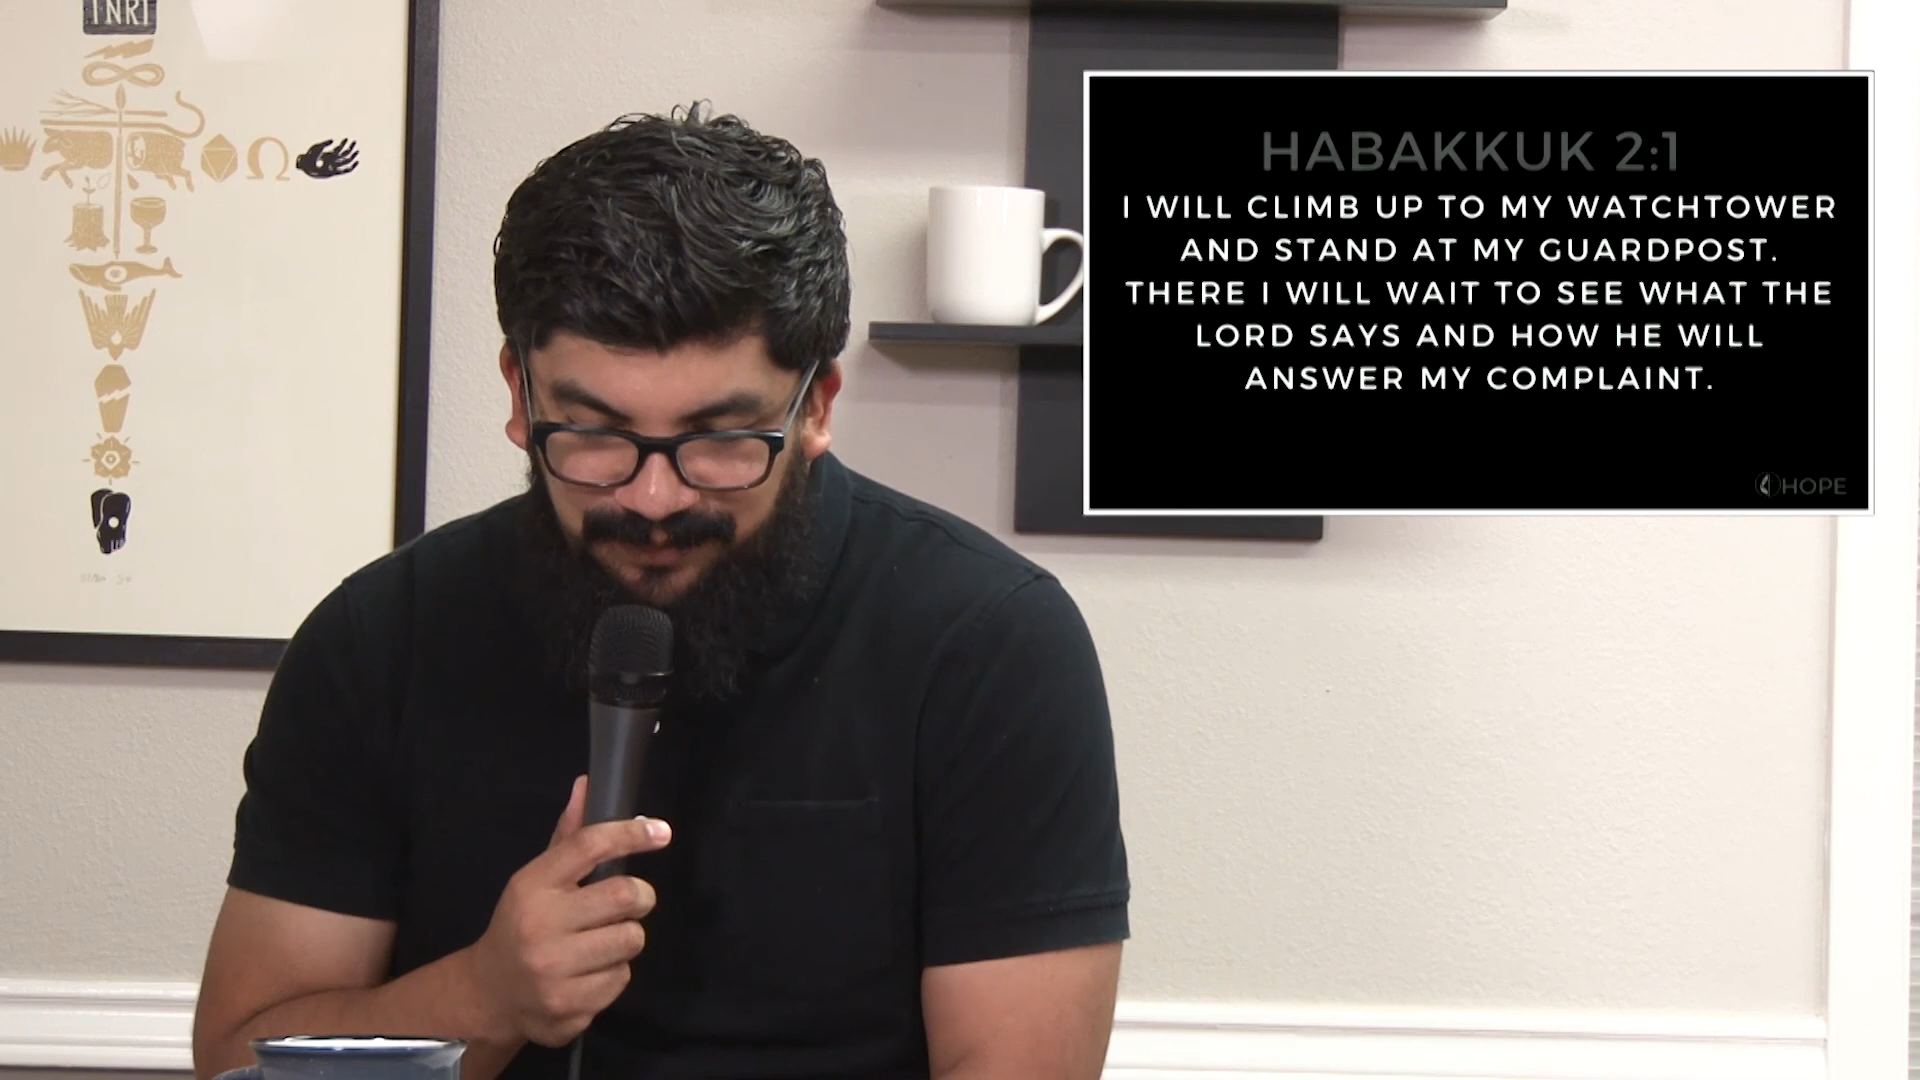 INRI
HABAKKUK 2:1
I WILL CLIMB UP TO MY WATCHTOWER
AND STAND AT MY GUARDPOST.
THERE I WILL WAIT TO SEE WHAT THE
LORD SAYS AND HOW HE WILL
ANSWER MY COMPLAINT.
HOPE